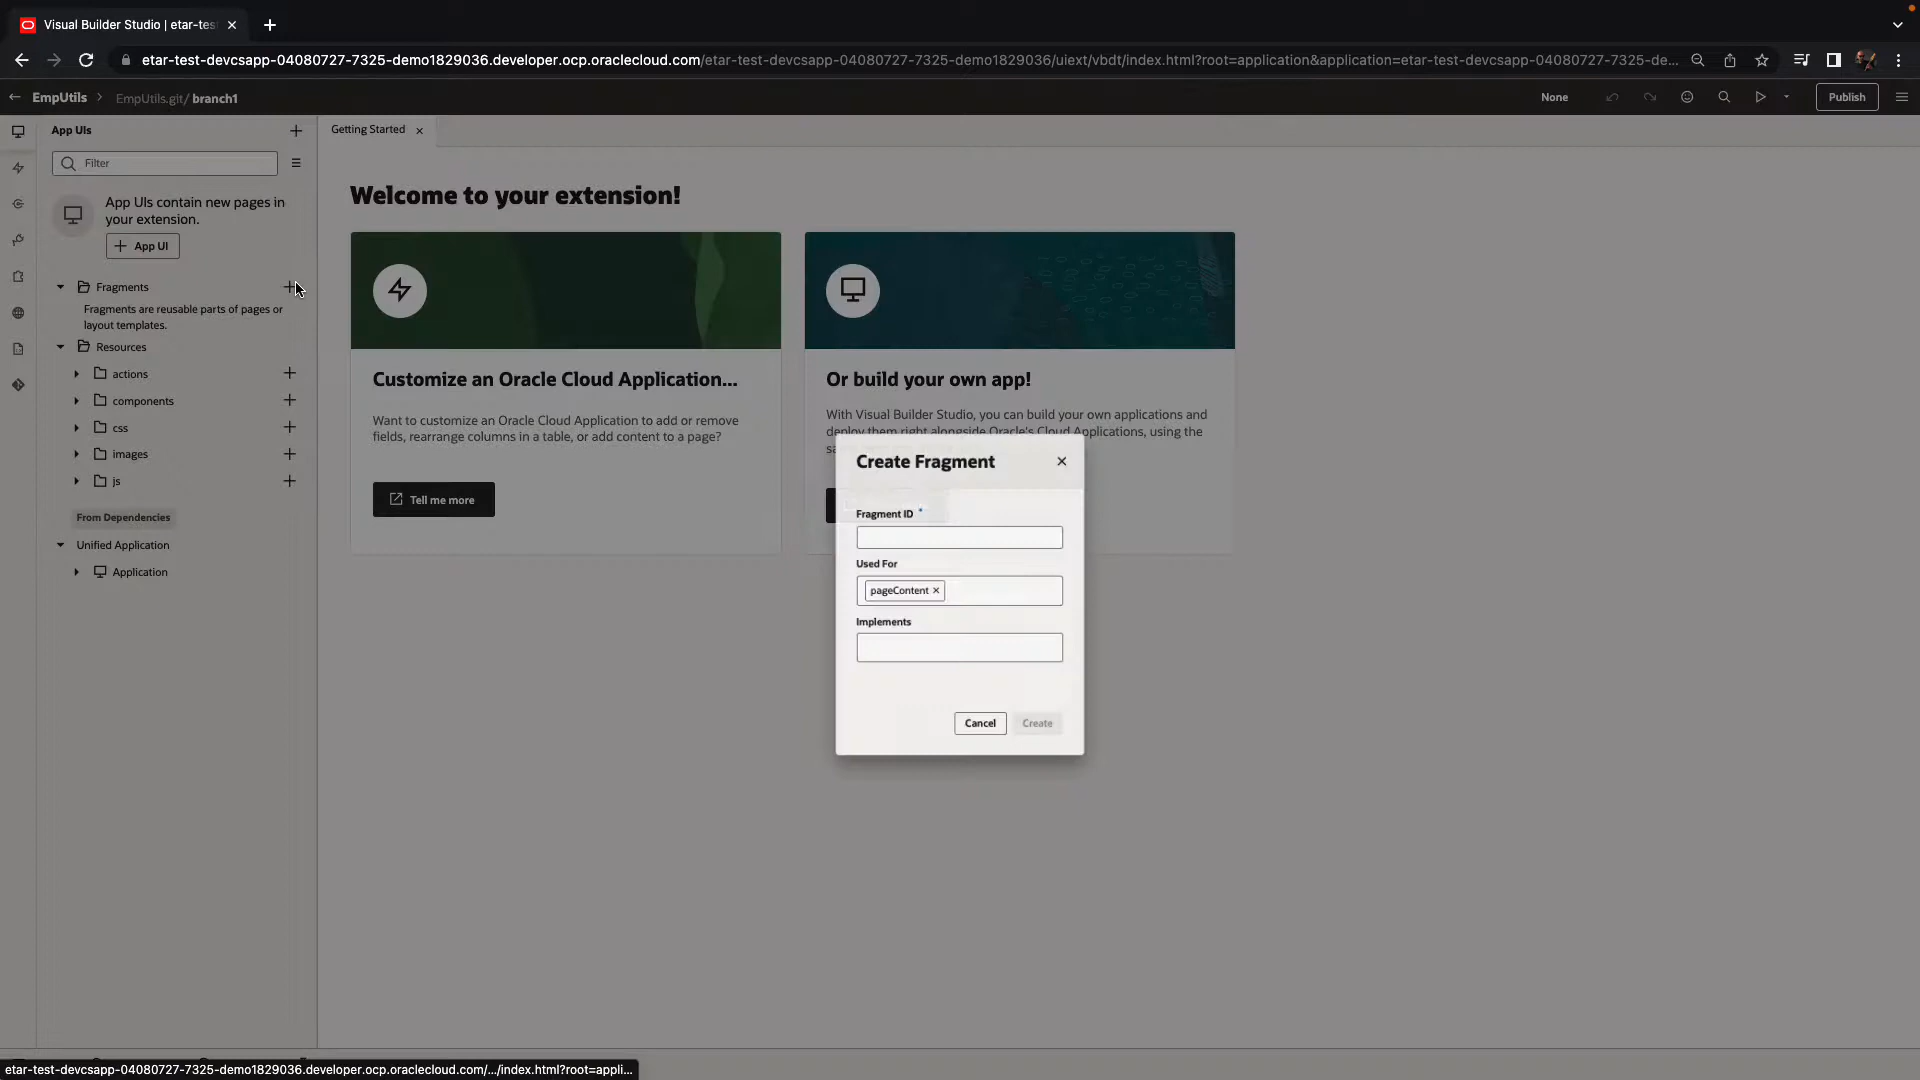 Visual Builder Studio | etar-tes
etar-test-devcsapp-04080727-7325-demo1829036.developer.ocp.oraclecloud.com/etar-test-devcsapp-04080727-7325-demo1829036/uiext/vbdt/index.html?root=application&application=etar-test-devcsapp-04080727-7325-de...
EmpUtils
EmpUtils.git/ branch1
None
Publish
App UIs
Filter
App UIs contain new pages in
your extension.
App UI
Fragments
Fragments are reusable parts of pages or
layout templates.
Resources
actions
components
css
images
js
From Dependencies
Unified Application
Application
Getting Started
Welcome to your extension!
Customize an Oracle Cloud Application...
Want to customize an Oracle Cloud Application to add or remove
fields, rearrange columns in a table, or add content to a page?
Tell me more
Or build your own app!
With Visual Builder Studio, you can build your own applications and
deploy them right alongside Oracle's Cloud Applications, using the
Create Fragment
Fragment ID *
Used For
pageContent
Implements
Cancel
Create
etar-test-devcsapp-04080727-7325-demo1829036.developer.ocp.oraclecloud.com/.../index.html?root=appli...